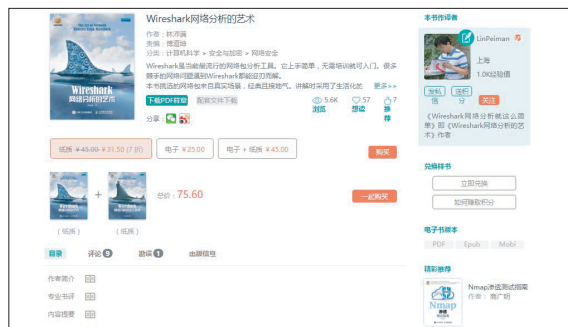 Wireshark网络分析的艺术
作者:林沛满
分类:计算机科学 > 安全与加密 > 网络安全
Wireshark是当前最流行的网络包分析工具。它上手简单,无需培训就可入门。很多
棘手的网络问题遇到Wireshark都能迎刃而解。
本书挑选的网络包来自真实场景,经典且接地气。讲解时采用了生活化的 更多>>
下载PDF样章 配套文件下载
5.6K 浏览
57 想读
7 推荐
分享:
纸质 ¥45.00 ¥31.50 (7 折)
电子 ¥25.00
电子 + 纸质 ¥45.00
购买
Wireshark
网络分析的艺术
+
总价:75.60
一起购买
(纸质)
(纸质)
目录 评论 9 勘误 1 出版信息
作者简介
专业书评
内容提要
本书作译者
LinPeiman
上海
1.0K经验值
发私信
送积分
关注
《Wireshark网络分析就这么简
单》即《Wireshark网络分析的艺
术》作者
兑换样书
立即兑换
如何赚取积分
电子书版本
PDF Epub Mobi
精彩推荐
Nmap渗透测试指南
作者: 商广明
Nmap